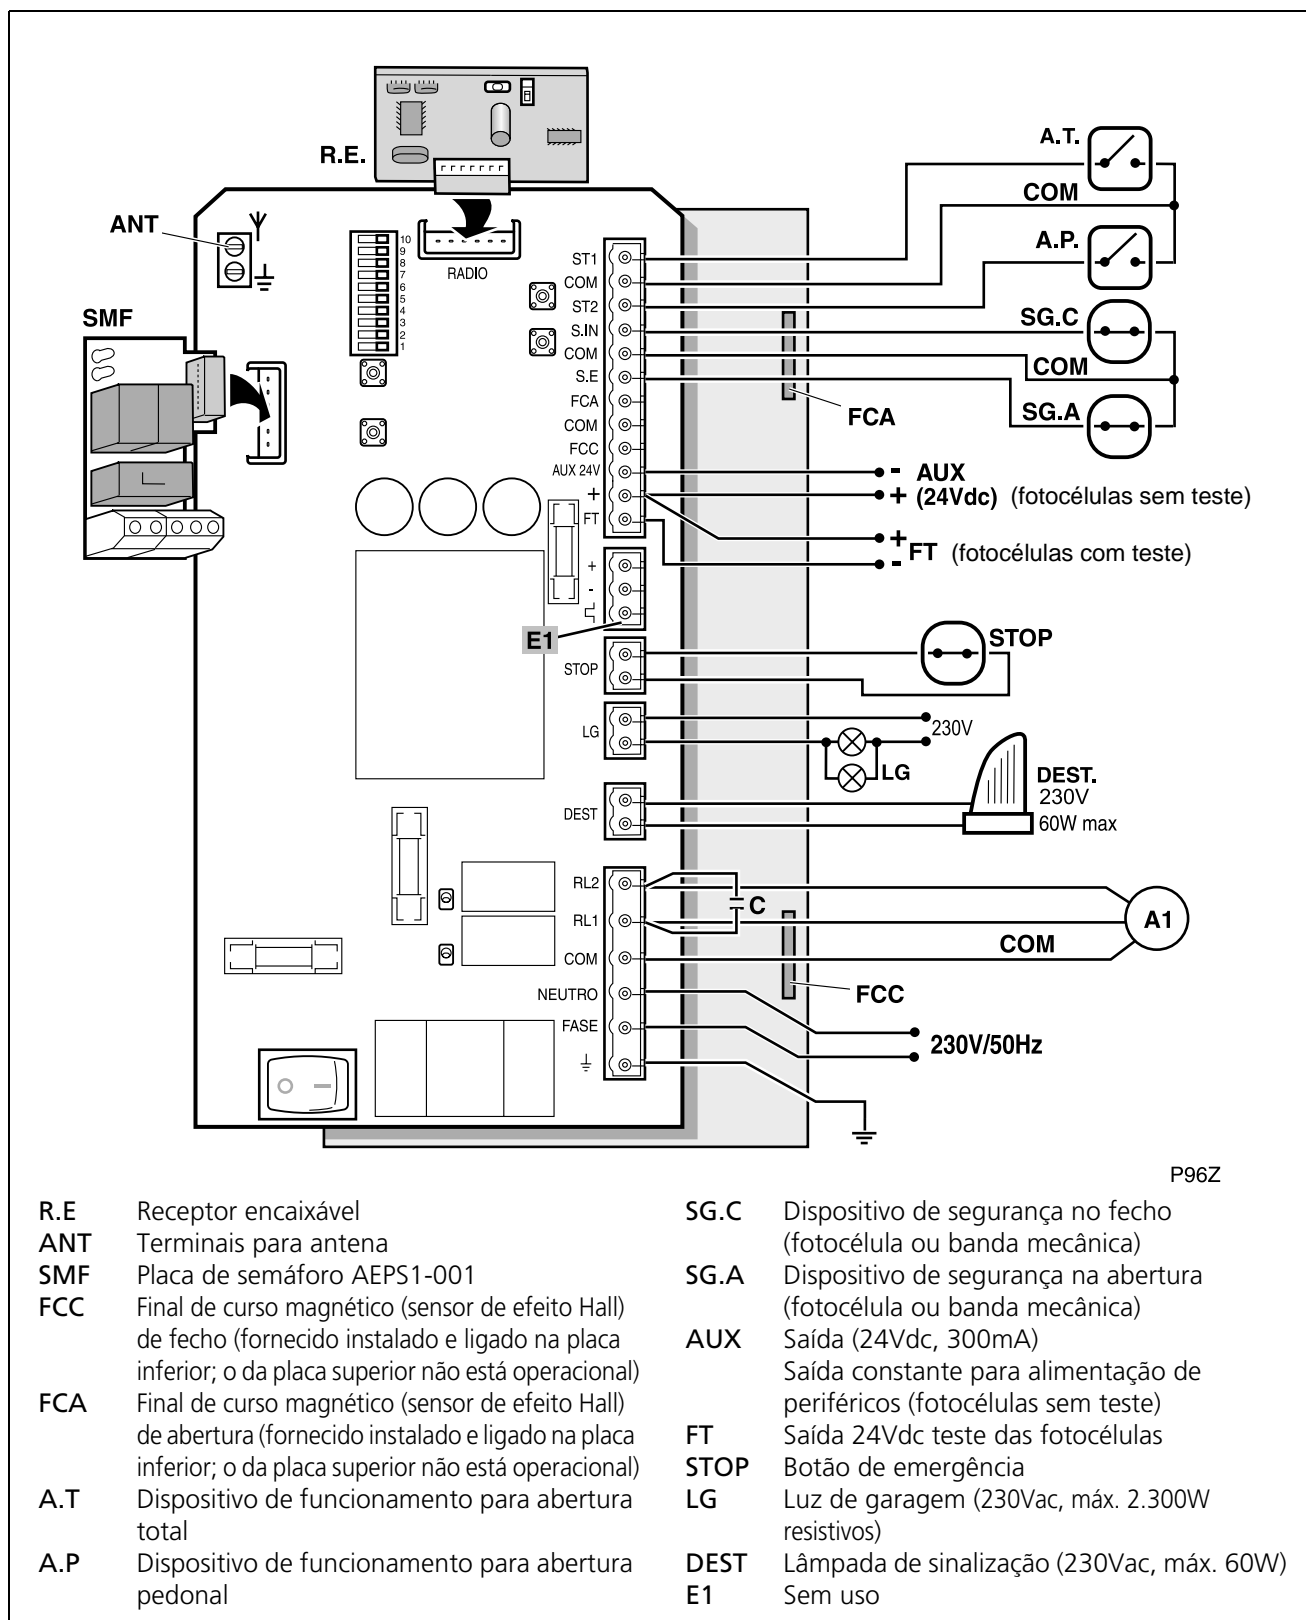 R.E.
ANT
SMF
RADIO
10
9
8
7
6
5
4
3
2
1
ST1
COM
ST2
S.IN
COM
S.E
FCA
COM
FCC
AUX 24V
+
FT
+
-
E1
STOP
LG
DEST
RL2
RL1
COM
NEUTRO
FASE
A.T.
COM
A.P.
SG.C
COM
SG.A
FCA
- AUX
+ (24Vdc) (fotocélulas sem teste)
+
- FT (fotocélulas com teste)
STOP
230V
LG
DEST.
230V
60W max
C
A1
COM
FCC
230V/50Hz
P96Z
R.E Receptor encaixável
ANT Terminais para antena
SMF Placa de semáforo AEPS1-001
FCC Final de curso magnético (sensor de efeito Hall)
de fecho (fornecido instalado e ligado na placa
inferior; o da placa superior não está operacional)
FCA Final de curso magnético (sensor de efeito Hall)
de abertura (fornecido instalado e ligado na placa
inferior; o da placa superior não está operacional)
A.T Dispositivo de funcionamento para abertura
total
A.P Dispositivo de funcionamento para abertura
pedonal
SG.C Dispositivo de segurança no fecho
(fotocélula ou banda mecânica)
SG.A Dispositivo de segurança na abertura
(fotocélula ou banda mecânica)
AUX Saída (24Vdc, 300mA)
Saída constante para alimentação de
periféricos (fotocélulas sem teste)
FT Saída 24Vdc teste das fotocélulas
STOP Botão de emergência
LG Luz de garagem (230Vac, máx. 2.300W
resistivos)
DEST Lâmpada de sinalização (230Vac, máx. 60W)
E1 Sem uso